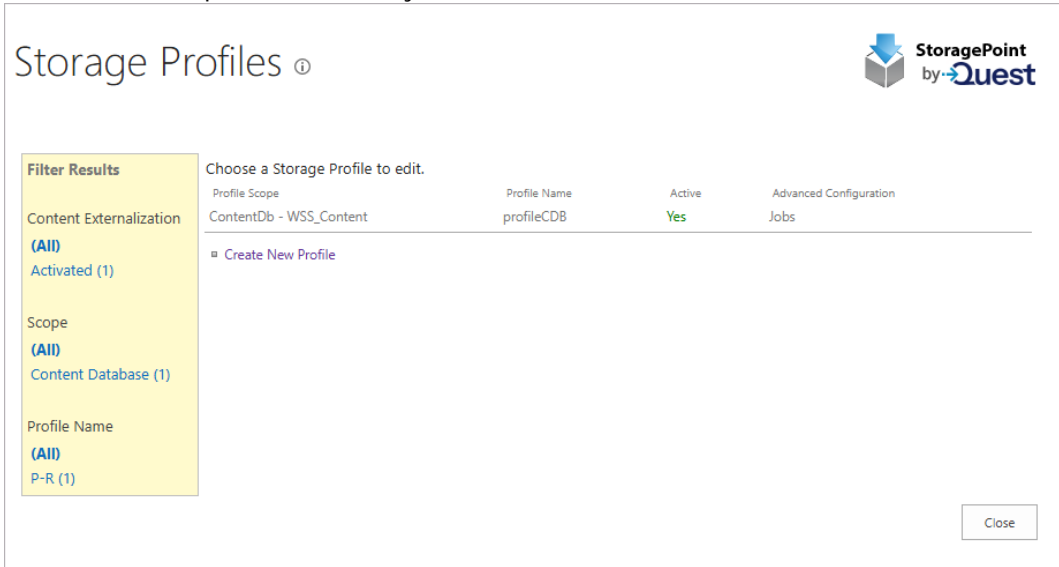 Storage Profiles
StoragePoint
by Quest
Filter Results
Content Externalization
(All)
Activated (1)
Scope
(All)
Content Database (1)
Profile Name
(All)
P-R (1)
Choose a Storage Profile to edit.
Profile Scope Profile Name Active Advanced Configuration
ContentDb - WSS_Content profileCDB Yes Jobs
Create New Profile
Close